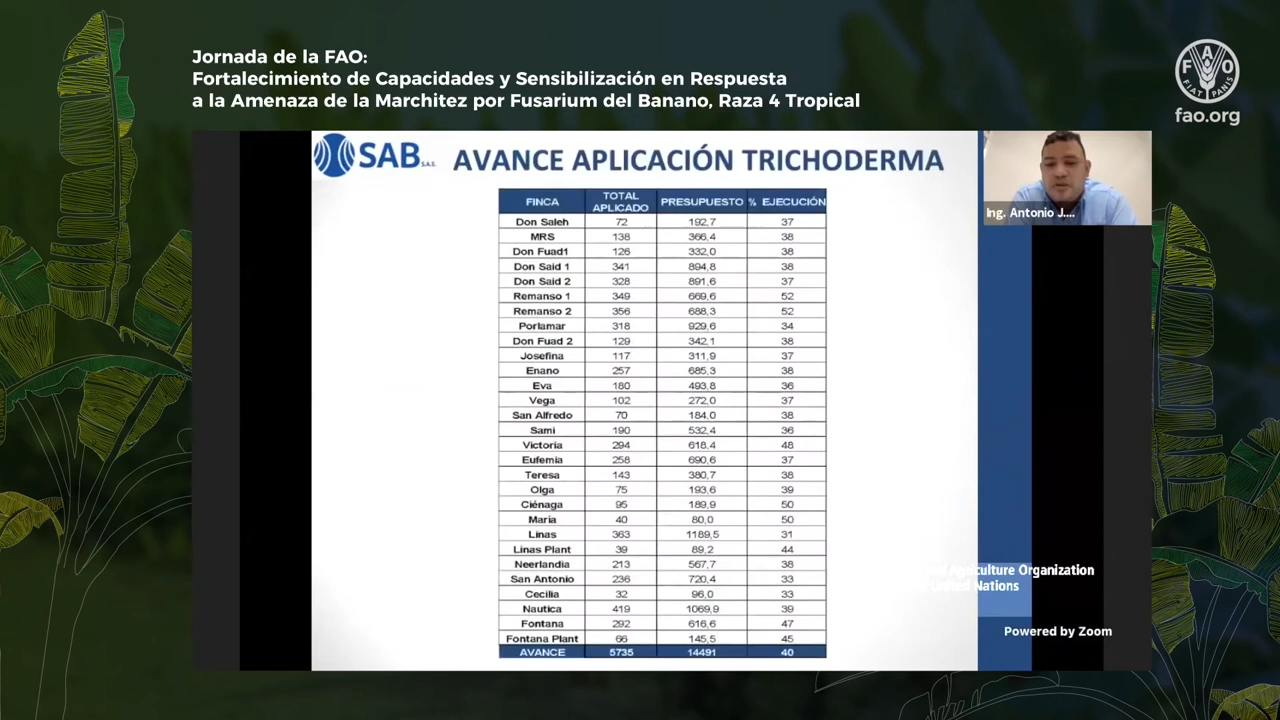 Jornada de la FAO:
Fortalecimiento de Capacidades y Sensibilización en Respuesta
a la Amenaza de la Marchitez por Fusarium del Banano, Raza 4 Tropical
FAO
FIAT PANIS
fao.org
SAB S.A.S.
AVANCE APLICACIÓN TRICHODERMA
Ing. Antonio J....
FINCA TOTAL APLICADO PRESUPUESTO % EJECUCIÓN
Don Saleh 72 192,7 37
MRS 138 366,4 38
Don Fuad1 126 332,0 38
Don Said 1 341 894,8 38
Don Said 2 328 891,6 37
Remanso 1 349 669,6 52
Remanso 2 356 688,3 52
Porlamar 318 929,6 34
Don Fuad 2 129 342,1 38
Josefina 117 311,9 37
Enano 257 685,3 38
Eva 180 493,8 36
Vega 102 272,0 37
San Alfredo 70 184,0 38
Sami 190 532,4 36
Victoria 294 618,4 48
Eufemia 258 690,6 37
Teresa 143 380,7 38
Olga 75 193,6 39
Ciénaga 95 189,9 50
Maria 40 80,0 50
Linas 363 1189,5 31
Linas Plant 39 89,2 44
Neerlandia 213 567,7 38
San Antonio 236 720,4 33
Cecilia 32 96,0 33
Nautica 419 1069,9 39
Fontana 292 616,6 47
Fontana Plant 66 145,5 45
AVANCE 5735 14491 40
Agriculture Organization
United Nations
Powered by Zoom